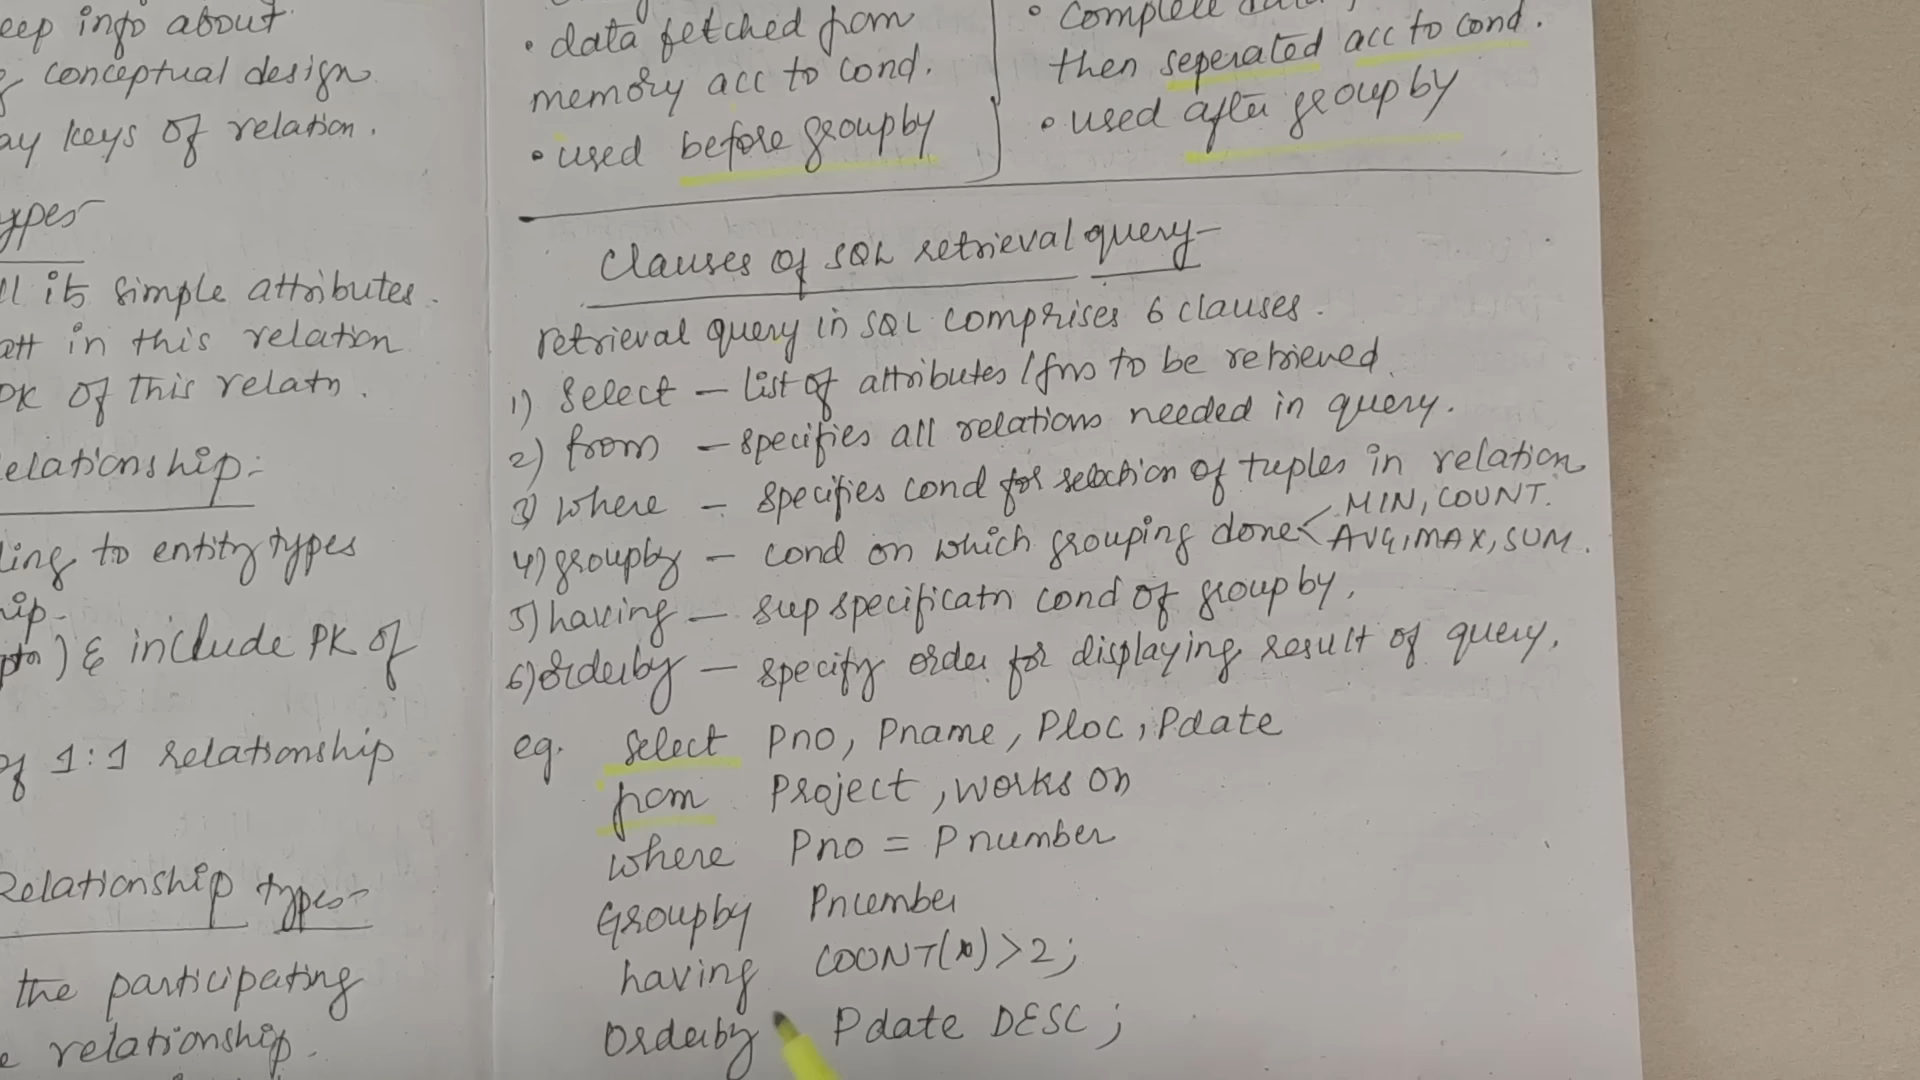 eep info about
conceptual design
ay keys of relation.
ypes
ll its simple attributes.
att in this relation
PK of this relatn.
elationship:
ling to entity types
hip.
) & include PK of
of 1:1 relationship
Relationship types
the participating
relationship.
• data fetched from
memory acc to cond.
• used before groupby
• complete data
then seperated acc to cond.
• used after groupby
Clauses of SQL retrieval query-
retrieval query in SQL comprises 6 clauses.
1) Select — list of attributes / fns to be retrieved.
2) from — specifies all relations needed in query.
3) where — specifies cond for selection of tuples in relation
4) groupby — cond on which grouping done < MIN, COUNT.
AVG, MAX, SUM.
5) having — sup specificatn cond of groupby.
6) orderby — specify order for displaying result of query.
eg. select Pno, Pname, Ploc, Pdate
from Project, works on
where Pno = Pnumber
Groupby Pnumber
having COUNT(*) > 2;
Orderby Pdate DESC;